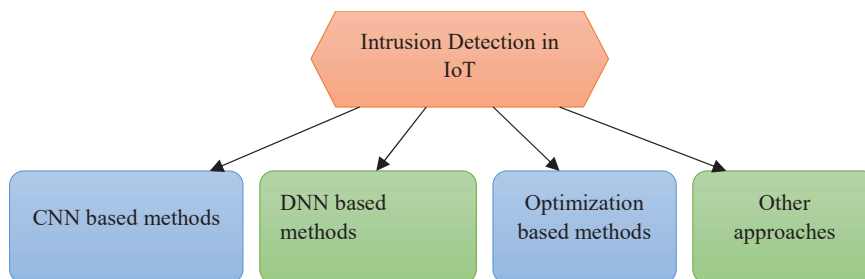 Intrusion Detection in
IoT
CNN based methods
DNN based
methods
Optimization
based methods
Other
approaches